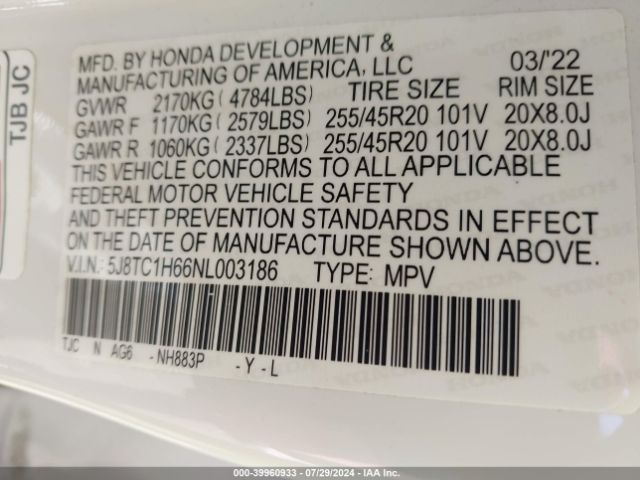 TJB JC
MFD. BY HONDA DEVELOPMENT &
MANUFACTURING OF AMERICA, LLC 03/'22
GVWR 2170KG ( 4784LBS) TIRE SIZE RIM SIZE
GAWR F 1170KG ( 2579LBS) 255/45R20 101V 20X8.0J
GAWR R 1060KG ( 2337LBS) 255/45R20 101V 20X8.0J
THIS VEHICLE CONFORMS TO ALL APPLICABLE
FEDERAL MOTOR VEHICLE SAFETY
AND THEFT PREVENTION STANDARDS IN EFFECT
ON THE DATE OF MANUFACTURE SHOWN ABOVE.
V.I.N.: 5J8TC1H66NL003186 TYPE: MPV
TJC N AG6 -NH883P -Y-L
000-39960933 - 07/29/2024 - IAA Inc.